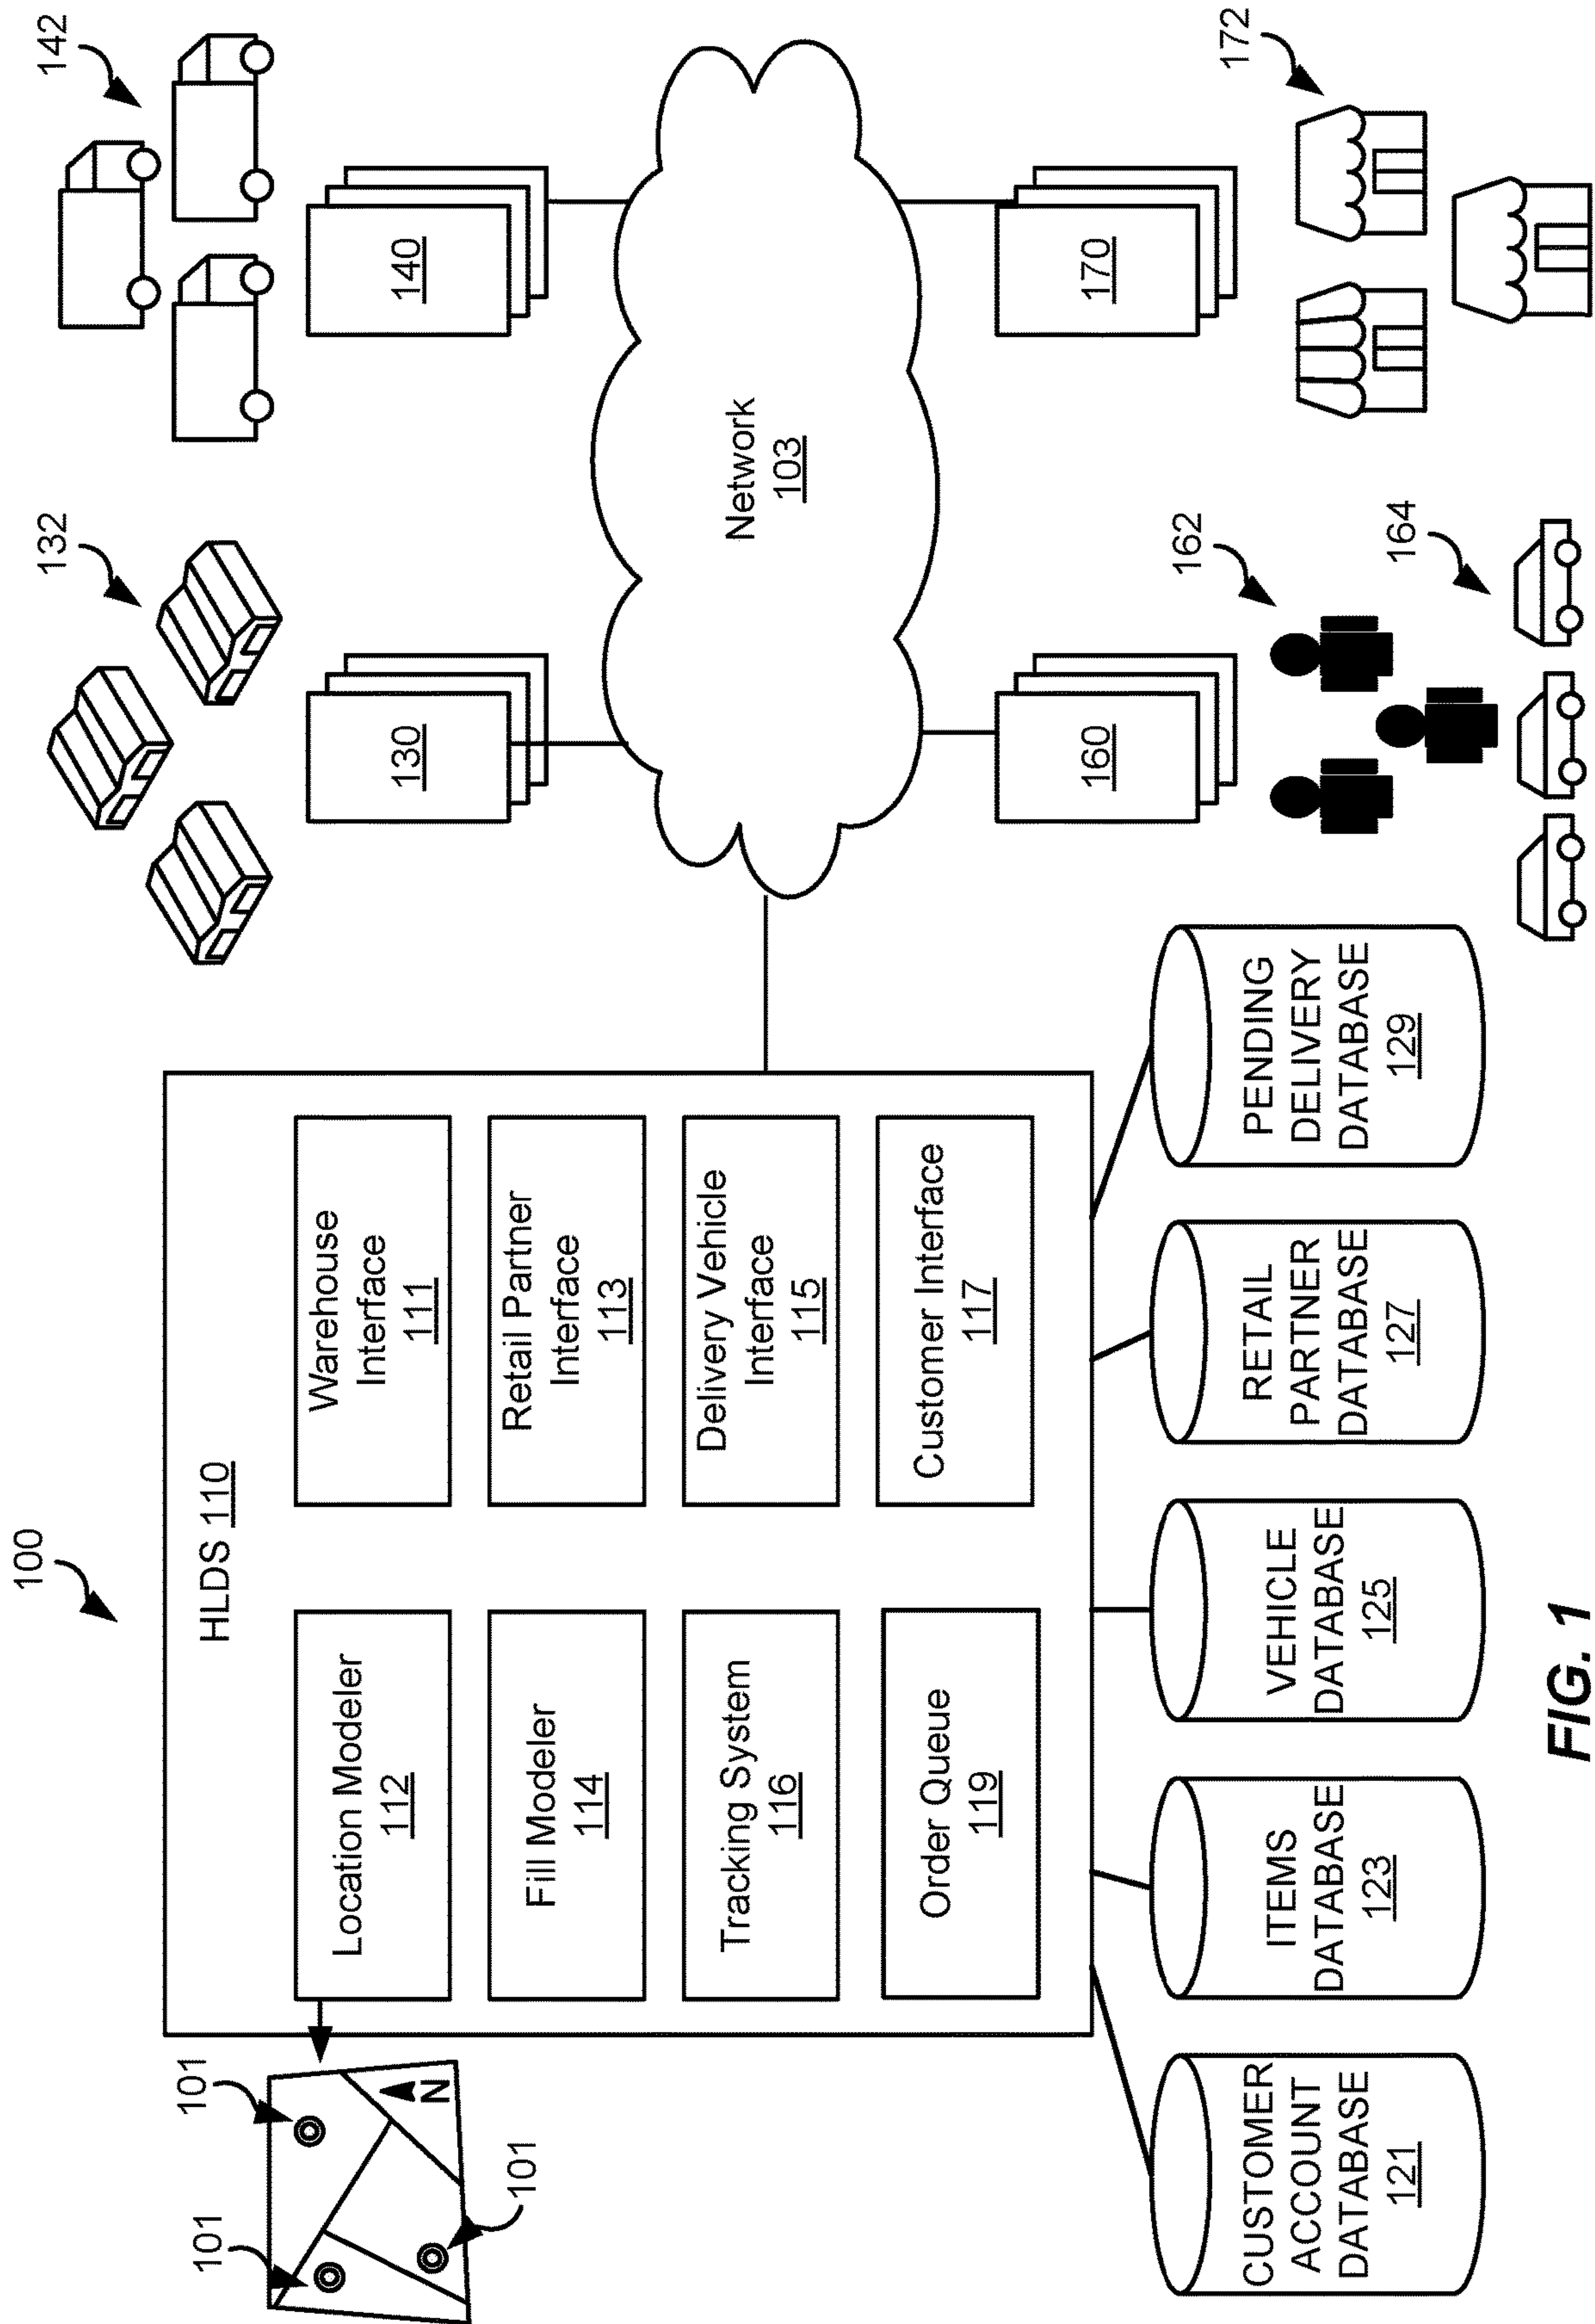 100
101
101
101
N
HLDS 110
Location Modeler
112
Warehouse
Interface
111
Fill Modeler
114
Retail Partner
Interface
113
Tracking System
116
Delivery Vehicle
Interface
115
Order Queue
119
Customer Interface
117
CUSTOMER
ACCOUNT
DATABASE
121
ITEMS
DATABASE
123
VEHICLE
DATABASE
125
RETAIL
PARTNER
DATABASE
127
PENDING
DELIVERY
DATABASE
129
132
142
130
140
Network
103
160
170
162
164
172
FIG. 1